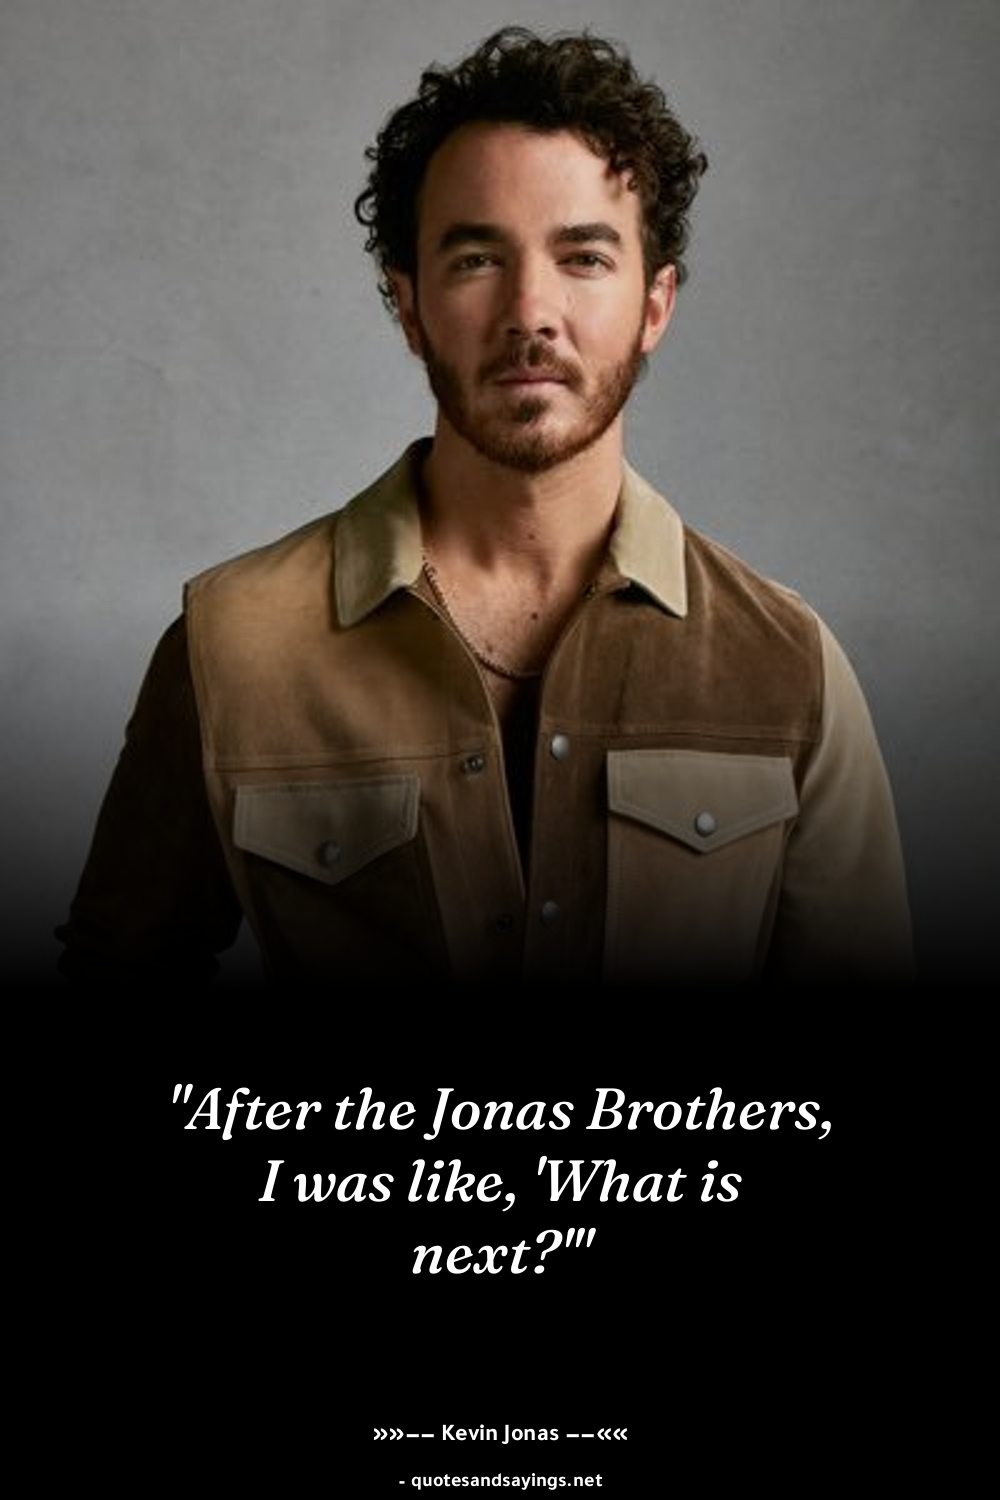 "After the Jonas Brothers,
I was like, 'What is
next?'"
»»–– Kevin Jonas ––««
- quotesandsayings.net